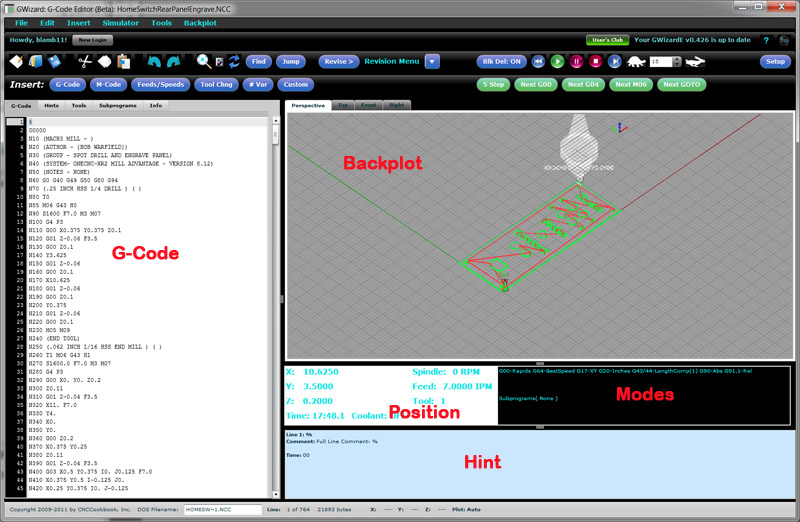 GWizard: G-Code Editor (Beta): HomeSwitchRearPanelEngrave.NCC
File Edit Insert Simulator Tools Backplot
Howdy, blamb11! New Login User's Club Your GWizardE v0.426 is up to date ?
Find Jump Revise > Revision Menu Blk Del: ON 15 Setup
Insert: G-Code M-Code Feeds/Speeds Tool Chng # Var Custom S Step Next G00 Next G04 Next M06 Next GOTO
G-Code Hints Tools Subprograms Info
Perspective Top Front Right
1 %
2 O0000
3 N10 (MACH3 MILL - )
4 N20 (AUTHOR - (BOB WARFIELD))
5 N30 (GROUP - SPOT DRILL AND ENGRAVE PANEL)
6 N40 (SYSTEM- ONECNC-XR2 MILL ADVANTAGE - VERSION 8.12)
7 N50 (NOTES - NONE)
8 N60 G0 G40 G49 G50 G80 G94
9 N70 (.25 INCH HSS 1/4 DRILL ) ( )
10 N80 T0
11 N85 M06 G43 H0
12 N90 S1600 F7.0 M3 M07
13 N100 G4 P3
14 N110 G00 X0.375 Y0.375 Z0.1
15 N120 G01 Z-0.06 F3.5
16 N130 G00 Z0.1
17 N140 Y3.625
18 N150 G01 Z-0.06
19 N160 G00 Z0.1
20 N170 X10.625
21 N180 G01 Z-0.06
22 N190 G00 Z0.1
23 N200 Y0.375
24 N210 G01 Z-0.06
25 N220 G00 Z0.1
26 N230 M05 M09
27 N240 (END TOOL)
28 N250 (.062 INCH 1/16 HSS END MILL ) ( )
29 N260 T1 M06 G43 H1
30 N270 S1600.0 F7.0 M3 M07
31 N280 G4 P3
32 N290 G00 X0. Y0. Z0.2
33 N300 Z0.11
34 N310 G01 Z-0.04 F3.5
35 N320 X11. F7.0
36 N330 Y4.
37 N340 X0.
38 N350 Y0.
39 N360 G00 Z0.2
40 N370 X0.375 Y0.25
41 N380 Z0.11
42 N390 G01 Z-0.04 F3.5
43 N400 G03 X0.5 Y0.375 I0. J0.125 F7.0
44 N410 X0.375 Y0.5 I-0.125 J0.
45 N420 X0.25 Y0.375 I0. J-0.125
G-Code
Backplot
X: 10.6250 Spindle: 0 RPM
Y: 3.5000 Feed: 7.0000 IPM
Z: 0.2000 Tool: 1
Time: 17:48.1 Coolant:
Position
G00-Rapids G64-BestSpeed G17-XY G20-Inches G43/44-LengthComp(1) G90-Abs G91.1-Rel
Subprograms[ None ]
Modes
Line 1: %
Comment: Full Line Comment: %
Time: 00
Hint
Copyright 2009-2011 by CNCCookbook, Inc. DOS Filename: HOMESW~1.NCC Line: 1 of 764 21893 bytes X: --- Y: --- Z: --- Plot: Auto